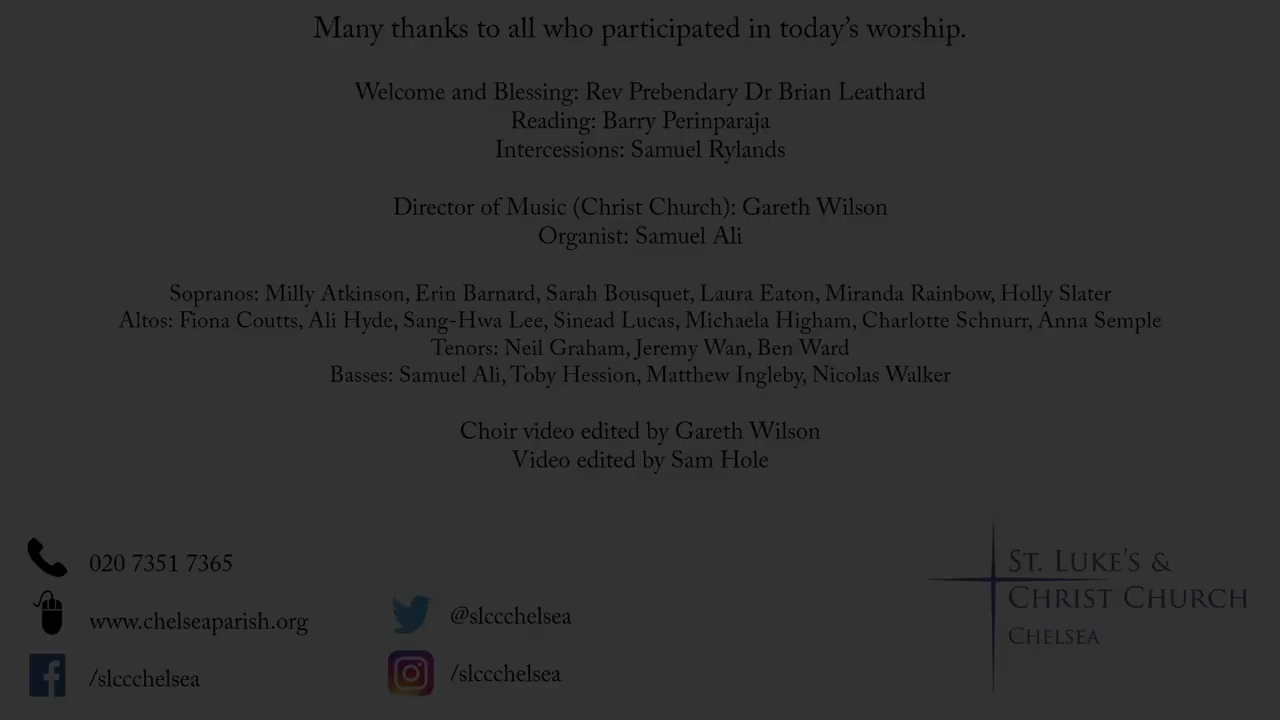 Many thanks to all who participated in today’s worship.
Welcome and Blessing: Rev Prebendary Dr Brian Leathard
Reading: Barry Perinparaja
Intercessions: Samuel Rylands
Director of Music (Christ Church): Gareth Wilson
Organist: Samuel Ali
Sopranos: Milly Atkinson, Erin Barnard, Sarah Bousquet, Laura Eaton, Miranda Rainbow, Holly Slater
Altos: Fiona Coutts, Ali Hyde, Sang-Hwa Lee, Sinead Lucas, Michaela Higham, Charlotte Schnurr, Anna Semple
Tenors: Neil Graham, Jeremy Wan, Ben Ward
Basses: Samuel Ali, Toby Hession, Matthew Ingleby, Nicolas Walker
Choir video edited by Gareth Wilson
Video edited by Sam Hole
020 7351 7365
www.chelseaparish.org
/slccchelsea
@slccchelsea
/slccchelsea
St. Luke’s &
Christ Church
Chelsea